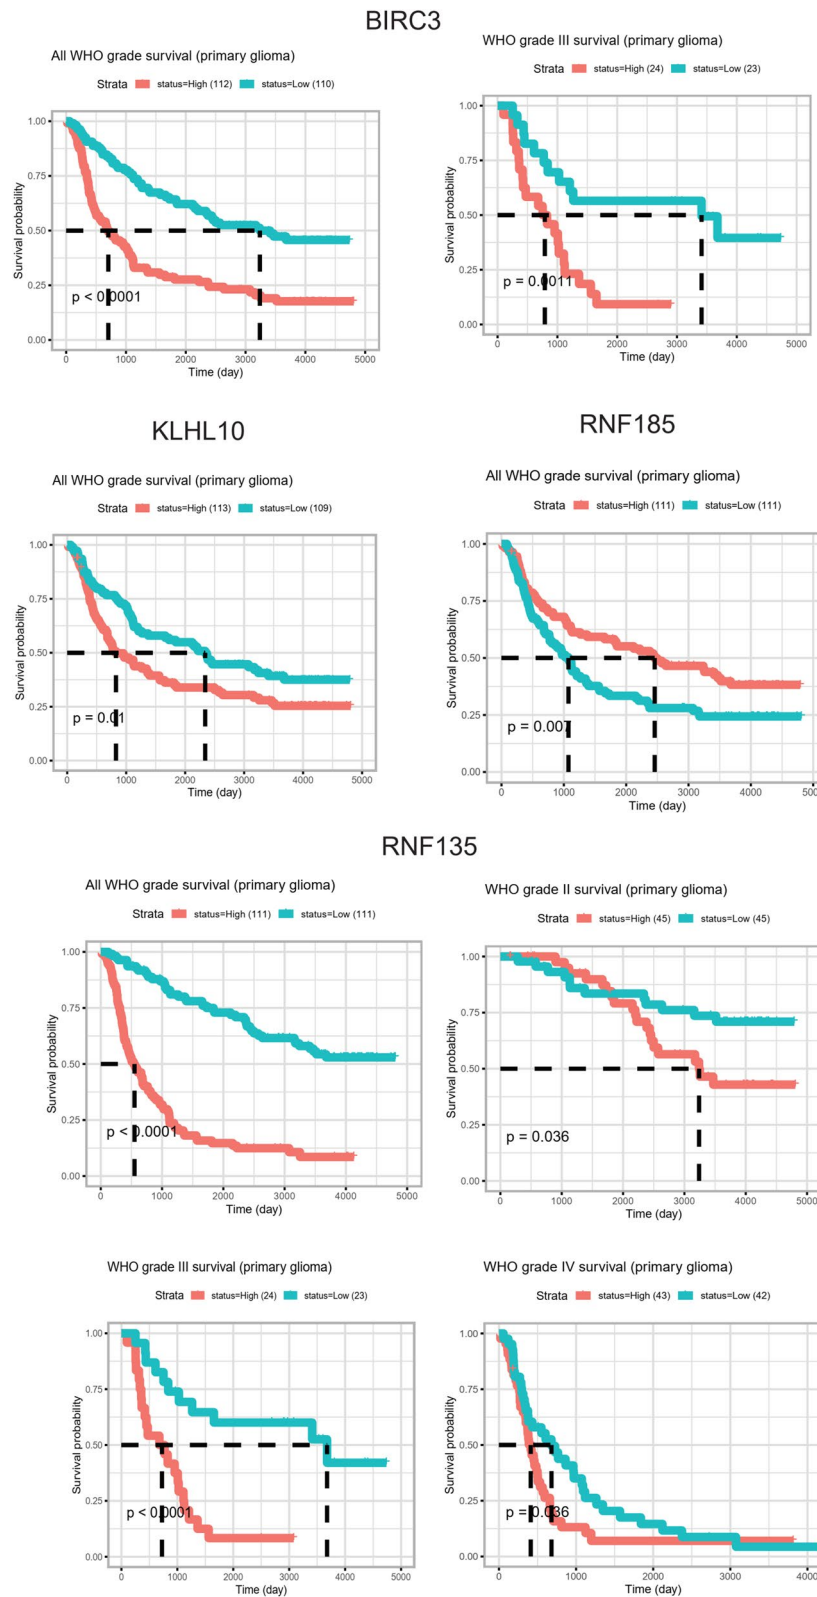 BIRC3
All WHO grade survival (primary glioma)
Strata status=High (112) status=Low (110)
Survival probability
1.00
0.75
0.50
0.25
0.00
p < 0.0001
0 1000 2000 3000 4000 5000
Time (day)
WHO grade III survival (primary glioma)
Strata status=High (24) status=Low (23)
Survival probability
1.00
0.75
0.50
0.25
0.00
p = 0.0011
0 1000 2000 3000 4000 5000
Time (day)
KLHL10
All WHO grade survival (primary glioma)
Strata status=High (113) status=Low (109)
Survival probability
1.00
0.75
0.50
0.25
0.00
p = 0.01
0 1000 2000 3000 4000 5000
Time (day)
RNF185
All WHO grade survival (primary glioma)
Strata status=High (111) status=Low (111)
Survival probability
1.00
0.75
0.50
0.25
0.00
p = 0.007
0 1000 2000 3000 4000 5000
Time (day)
RNF135
All WHO grade survival (primary glioma)
Strata status=High (111) status=Low (111)
Survival probability
1.00
0.75
0.50
0.25
0.00
p < 0.0001
0 1000 2000 3000 4000 5000
Time (day)
WHO grade II survival (primary glioma)
Strata status=High (45) status=Low (45)
Survival probability
1.00
0.75
0.50
0.25
0.00
p = 0.036
0 1000 2000 3000 4000 5000
Time (day)
WHO grade III survival (primary glioma)
Strata status=High (24) status=Low (23)
Survival probability
1.00
0.75
0.50
0.25
0.00
p < 0.0001
0 1000 2000 3000 4000 5000
Time (day)
WHO grade IV survival (primary glioma)
Strata status=High (43) status=Low (42)
Survival probability
1.00
0.75
0.50
0.25
0.00
p = 0.036
0 1000 2000 3000 4000
Time (day)